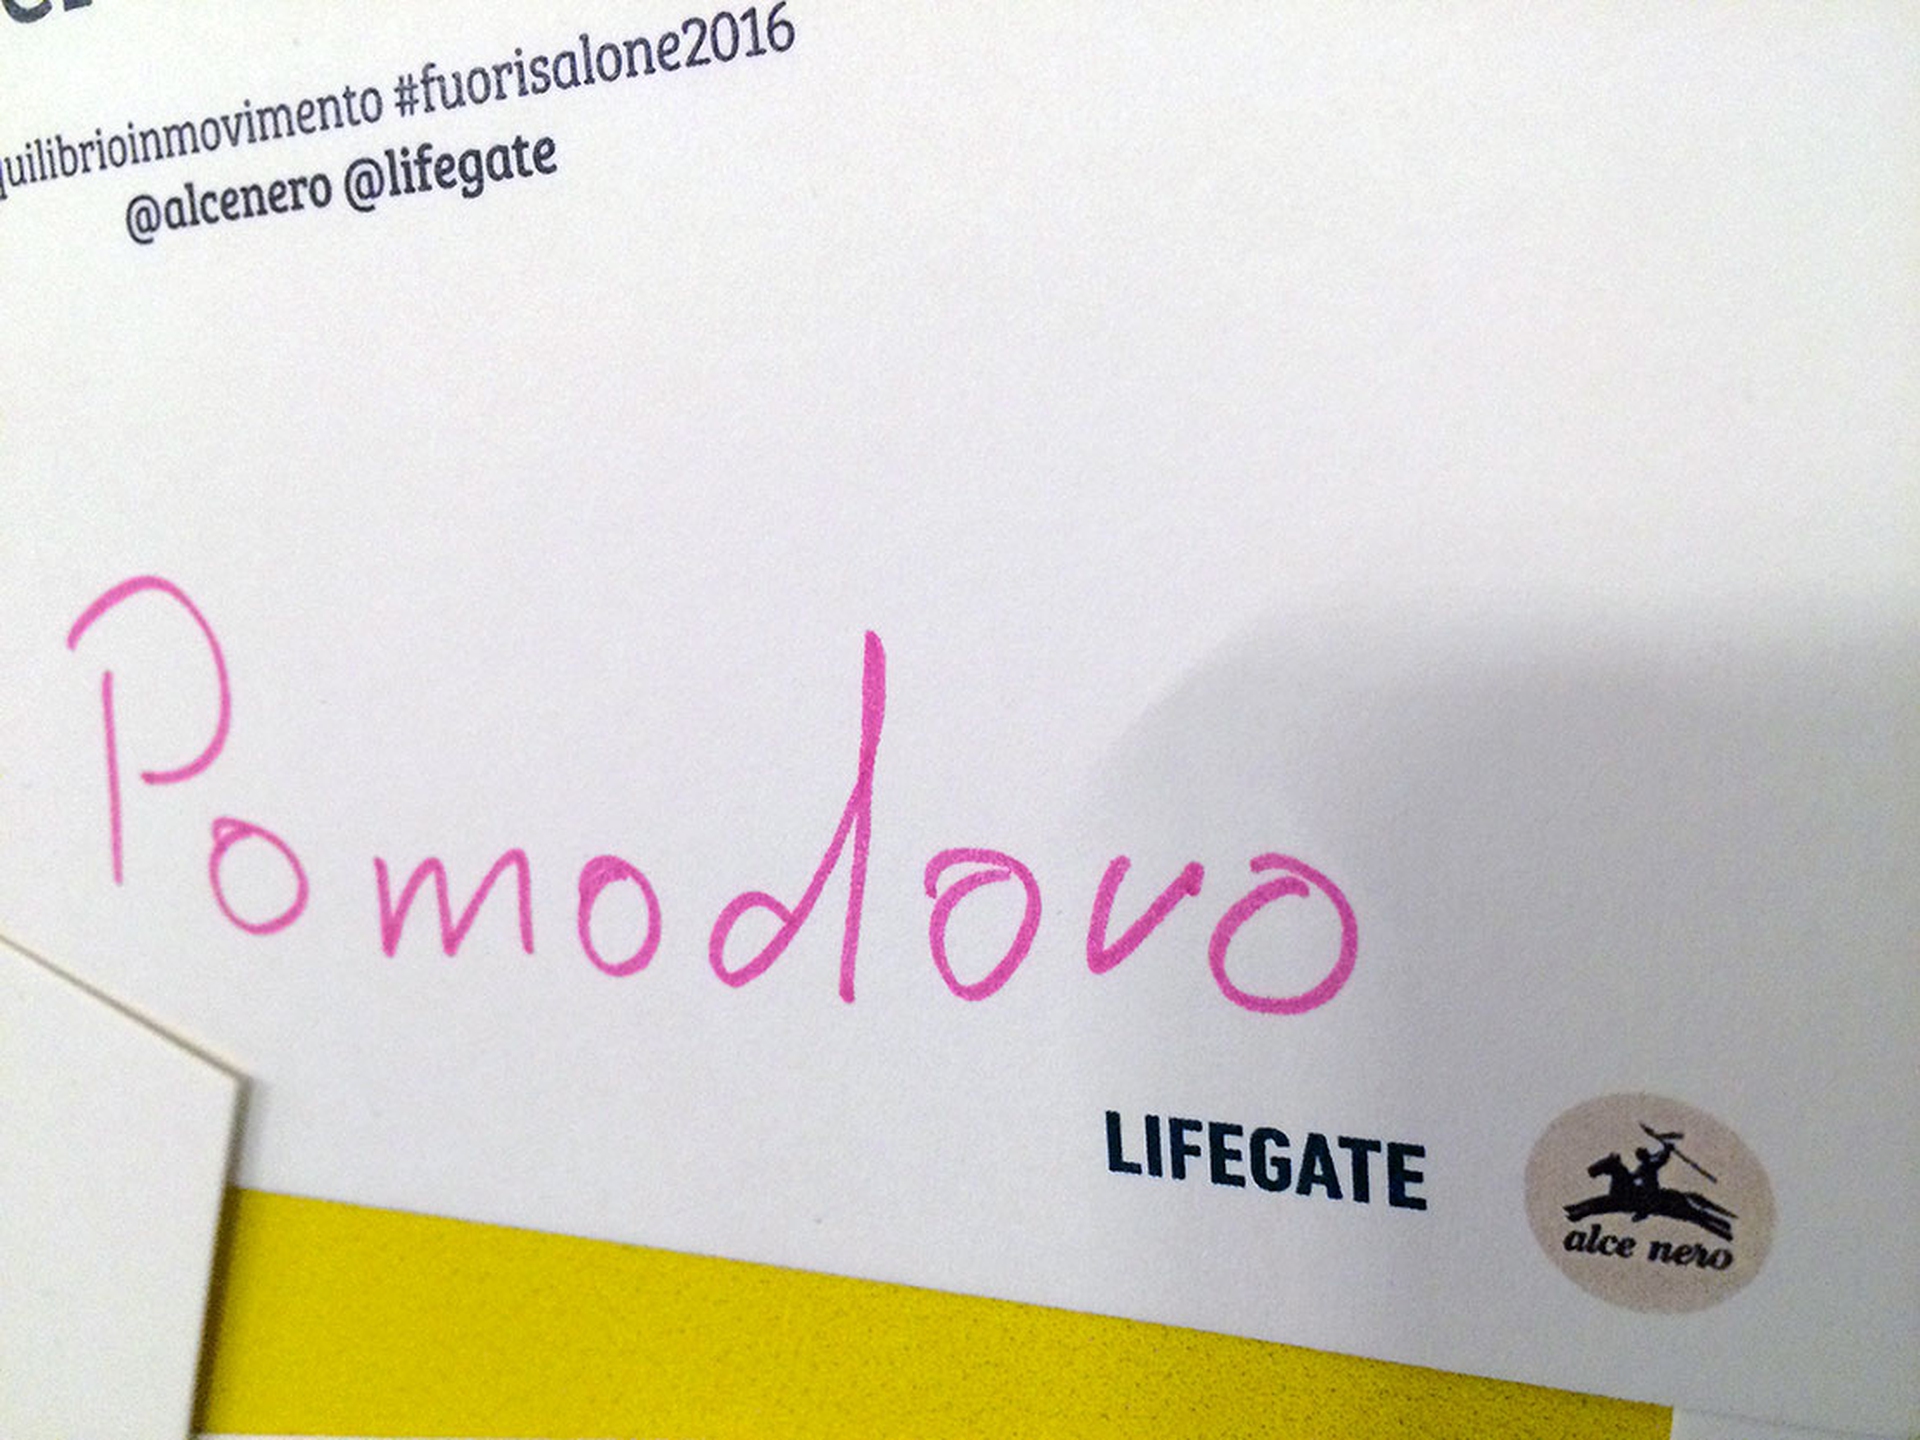 quilibrioinmovimento #fuorisalone2016
@alcenero @lifegate
Pomodoro
LIFEGATE
alce nero